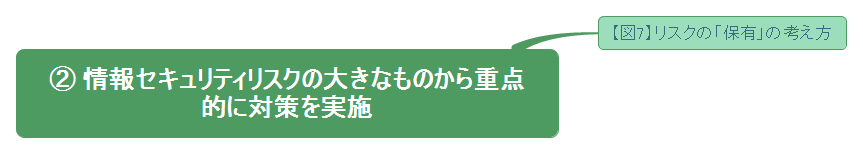 【図7】リスクの「保有」の考え方
② 情報セキュリティリスクの大きなものから重点
的に対策を実施